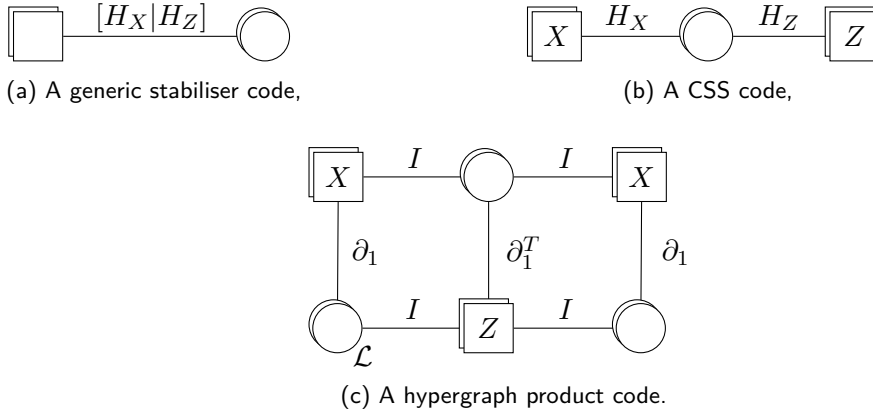 [H_X|H_Z]
(a) A generic stabiliser code,
X H_X H_Z Z
(b) A CSS code,
X I I X
∂_1 ∂_1^T ∂_1
I Z I
ℒ
(c) A hypergraph product code.